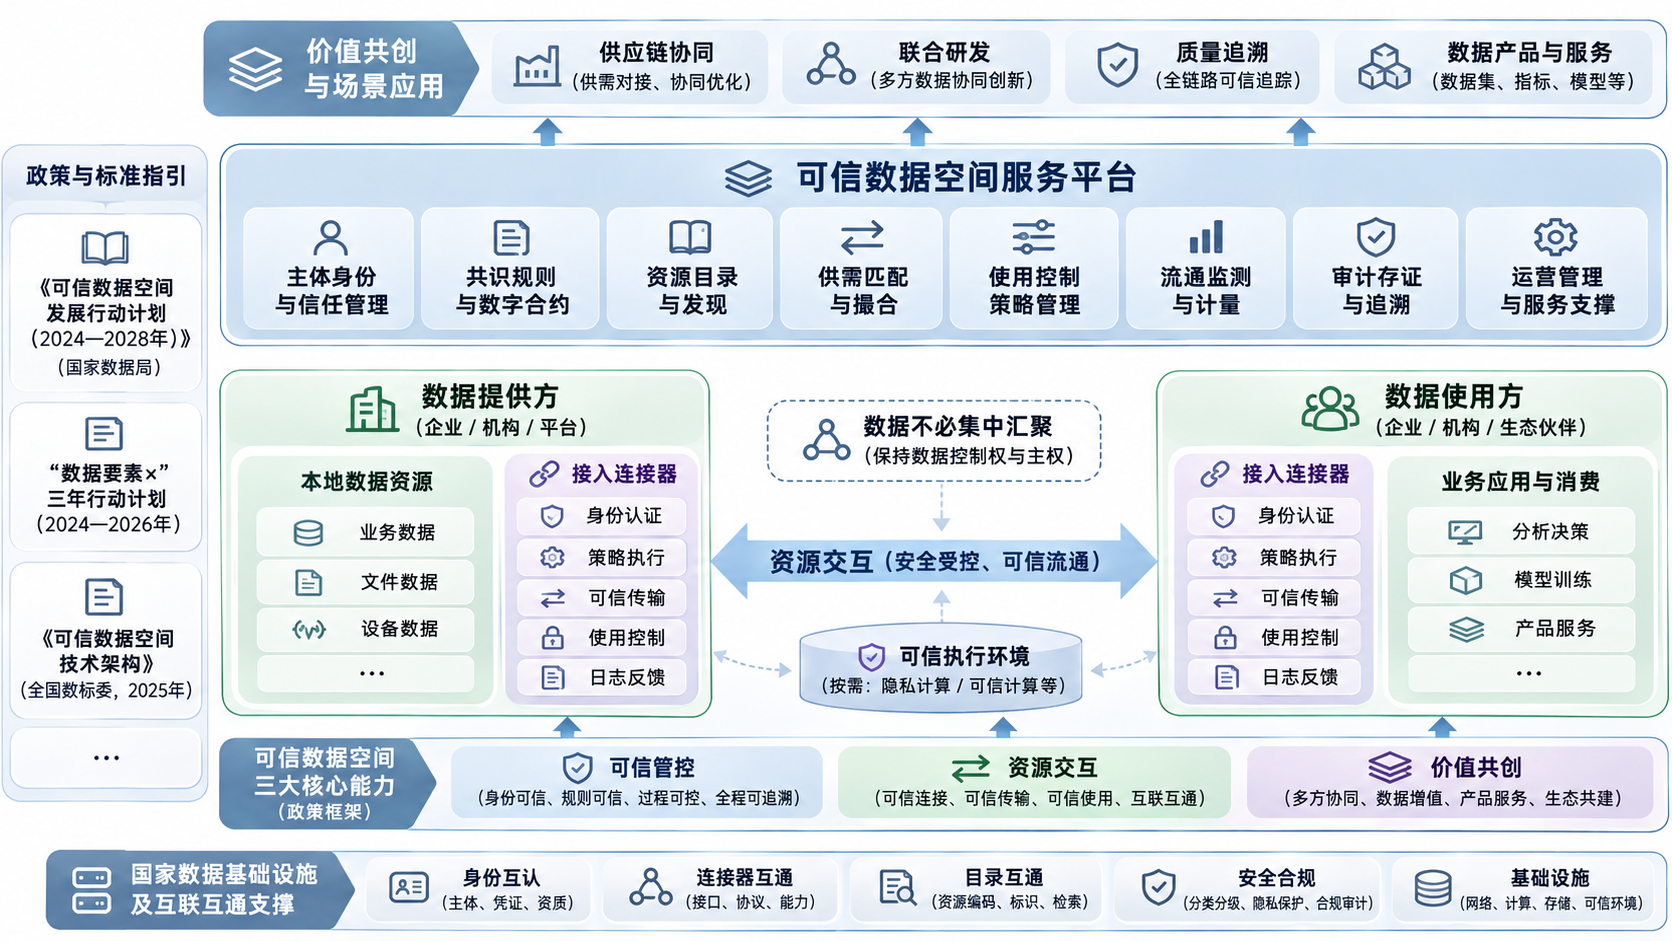 价值共创
与场景应用
供应链协同
（供需对接、协同优化）
联合研发
（多方数据协同创新）
质量追溯
（全链路可信追踪）
数据产品与服务
（数据集、指标、模型等）
政策与标准指引
《可信数据空间
发展行动计划
（2024—2028年）》
（国家数据局）
“数据要素×”
三年行动计划
（2024—2026年）
《可信数据空间
技术架构》
（全国数标委，2025年）
...
可信数据空间服务平台
主体身份
与信任管理
共识规则
与数字合约
资源目录
与发现
供需匹配
与撮合
使用控制
策略管理
流通监测
与计量
审计存证
与追溯
运营管理
与服务支撑
数据提供方
（企业 / 机构 / 平台）
本地数据资源
业务数据
文件数据
设备数据
...
接入连接器
身份认证
策略执行
可信传输
使用控制
日志反馈
数据不必集中汇聚
（保持数据控制权与主权）
资源交互（安全受控、可信流通）
可信执行环境
（按需：隐私计算 / 可信计算等）
数据使用方
（企业 / 机构 / 生态伙伴）
接入连接器
身份认证
策略执行
可信传输
使用控制
日志反馈
业务应用与消费
分析决策
模型训练
产品服务
...
可信数据空间
三大核心能力
（政策框架）
可信管控
（身份可信、规则可信、过程可控、全程可追溯）
资源交互
（可信连接、可信传输、可信使用、互联互通）
价值共创
（多方协同、数据增值、产品服务、生态共建）
国家数据基础设施
及互联互通支撑
身份互认
（主体、凭证、资质）
连接器互通
（接口、协议、能力）
目录互通
（资源编码、标识、检索）
安全合规
（分类分级、隐私保护、合规审计）
基础设施
（网络、计算、存储、可信环境）